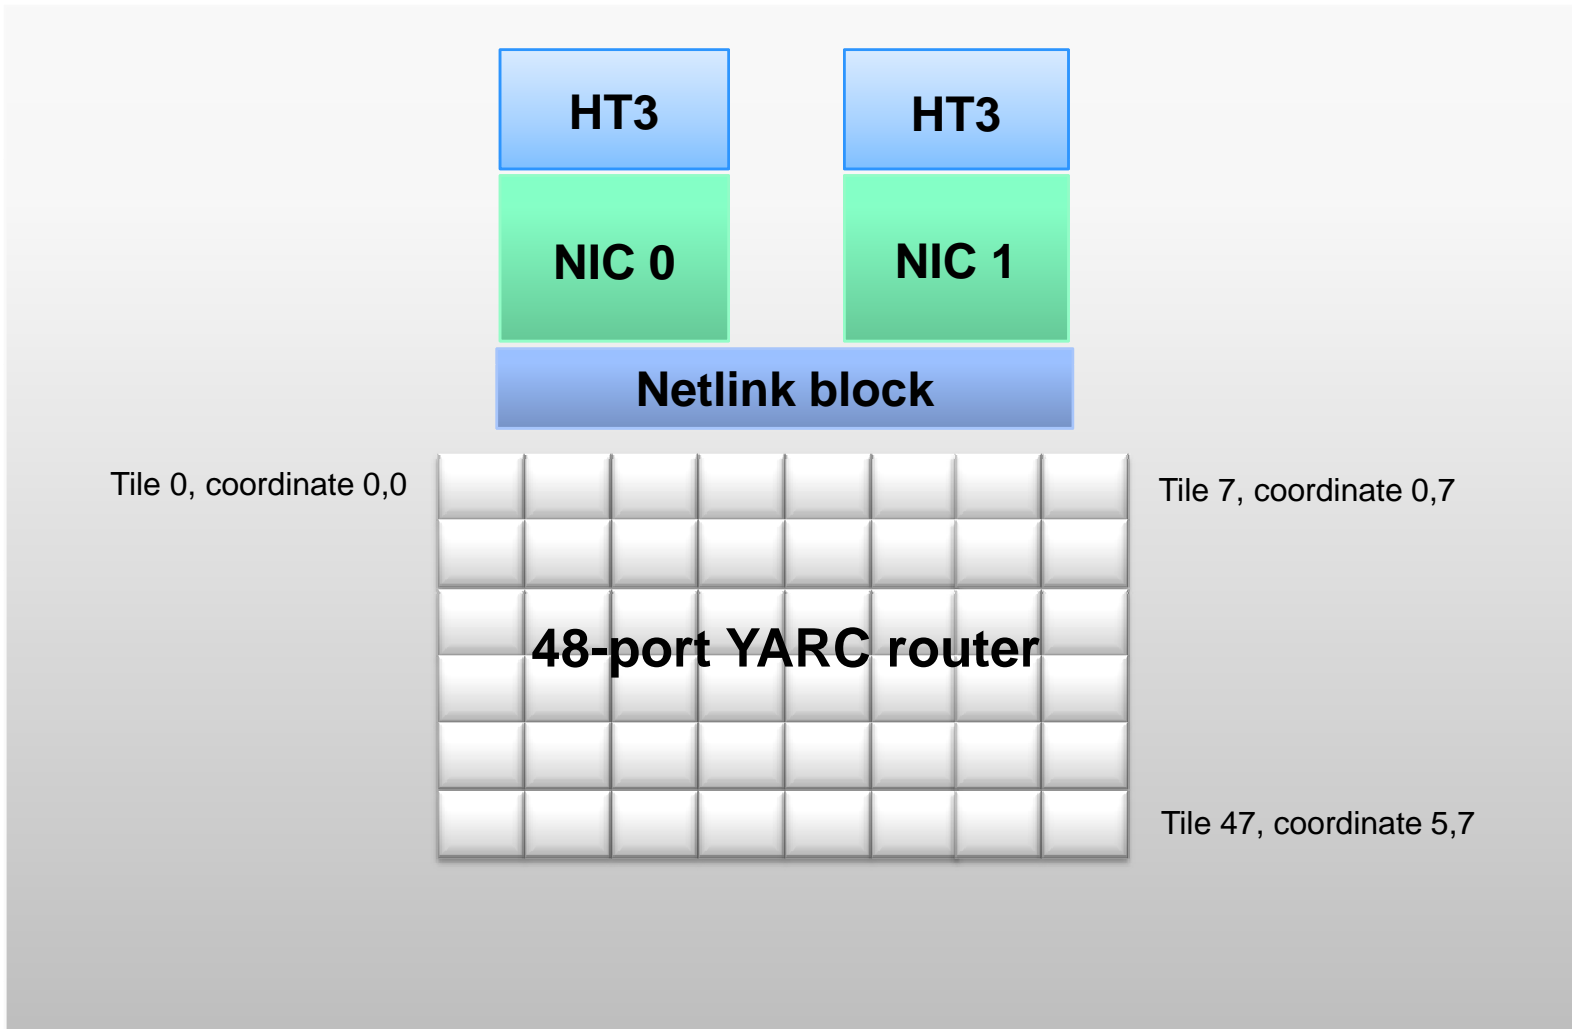 HT3
HT3
NIC 0
NIC 1
Netlink block
Tile 0, coordinate 0,0
Tile 7, coordinate 0,7
48-port YARC router
Tile 47, coordinate 5,7